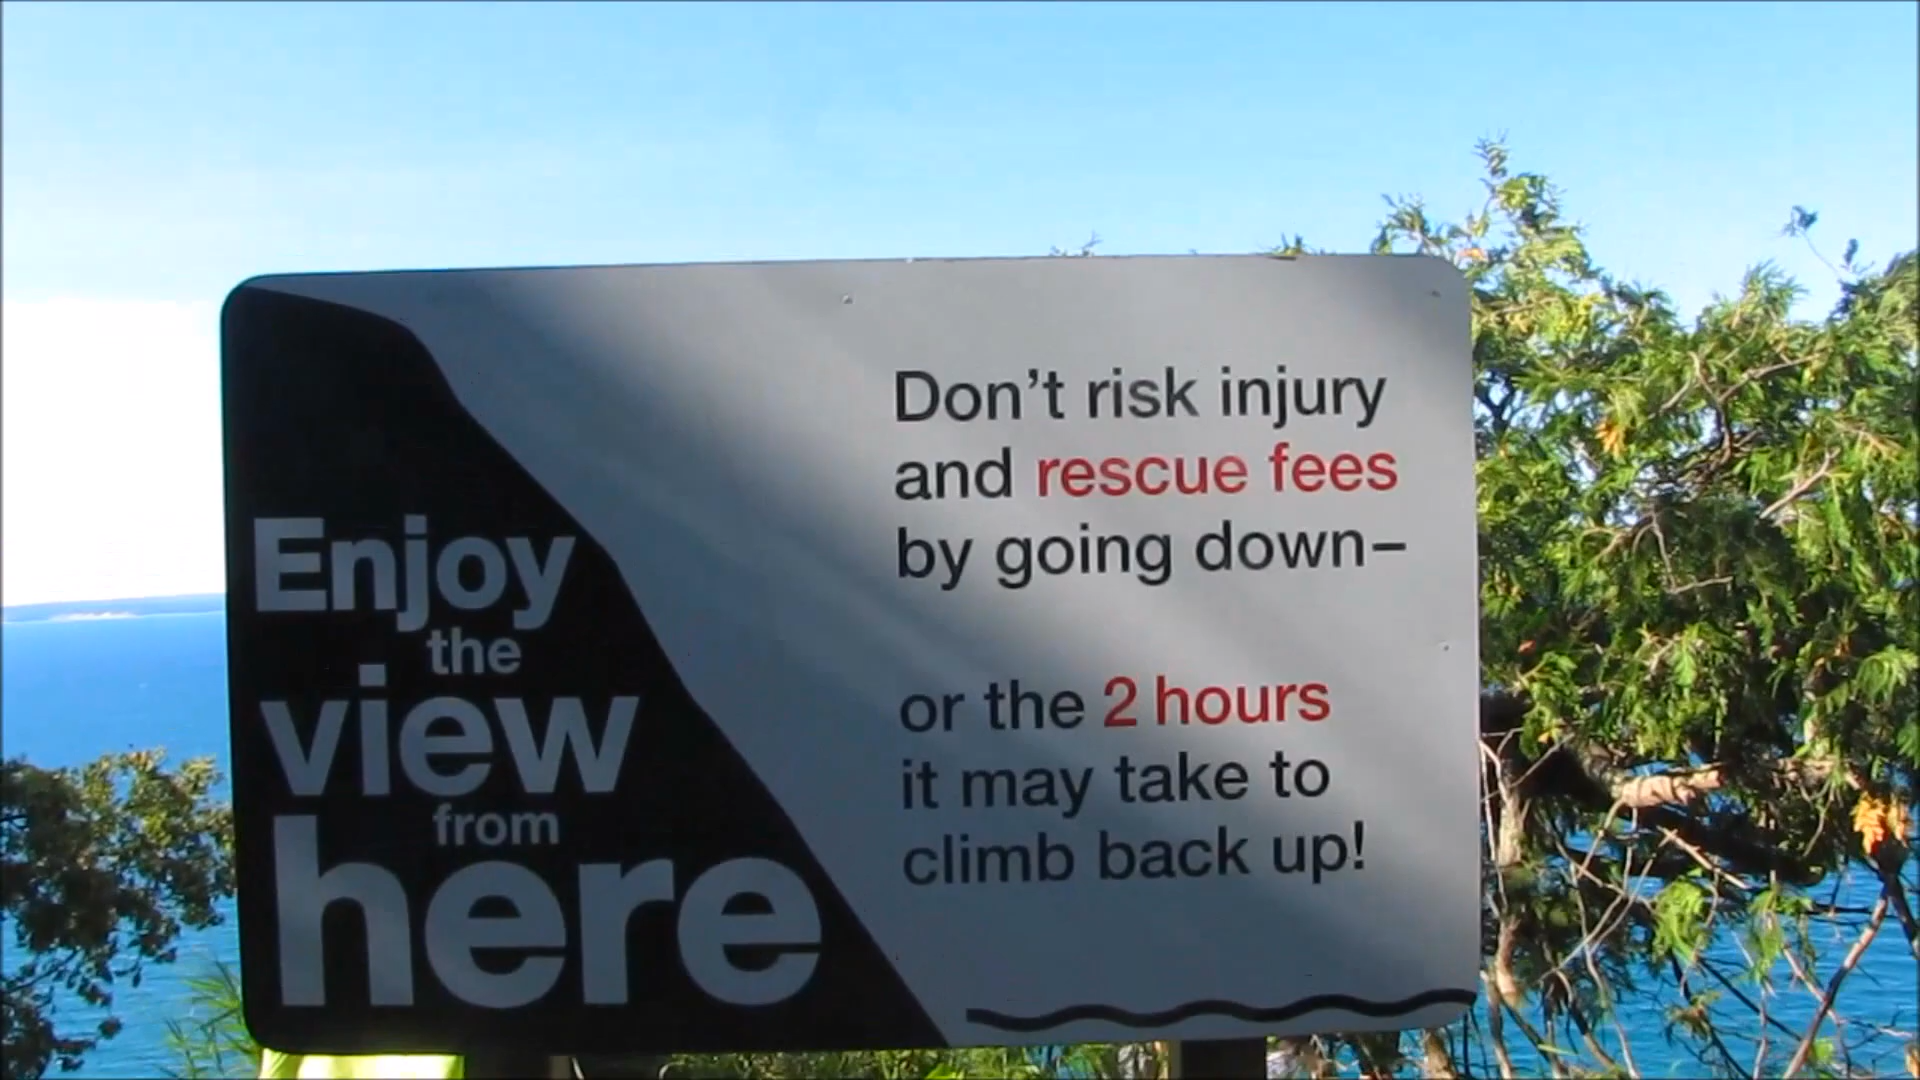 Enjoy
the
view
from
here
Don't risk injury
and rescue fees
by going down–
or the 2 hours
it may take to
climb back up!